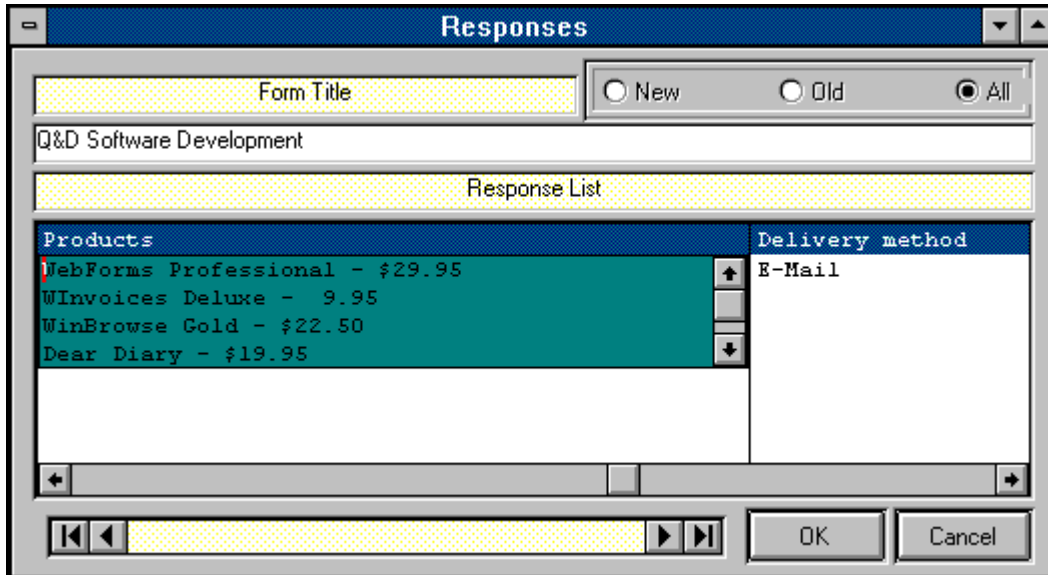 Responses
Form Title
New Old All
Q&D Software Development
Response List
Products Delivery method
WebForms Professional - $29.95 E-Mail
WInvoices Deluxe -  9.95
WinBrowse Gold - $22.50
Dear Diary - $19.95
OK Cancel